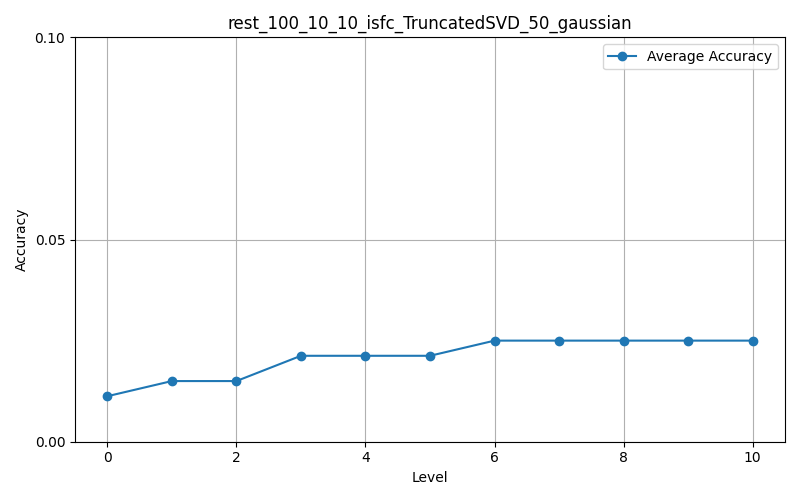 rest_100_10_10_isfc_TruncatedSVD_50_gaussian
Average Accuracy
Accuracy
0.10
0.05
0.00
0 2 4 6 8 10
Level